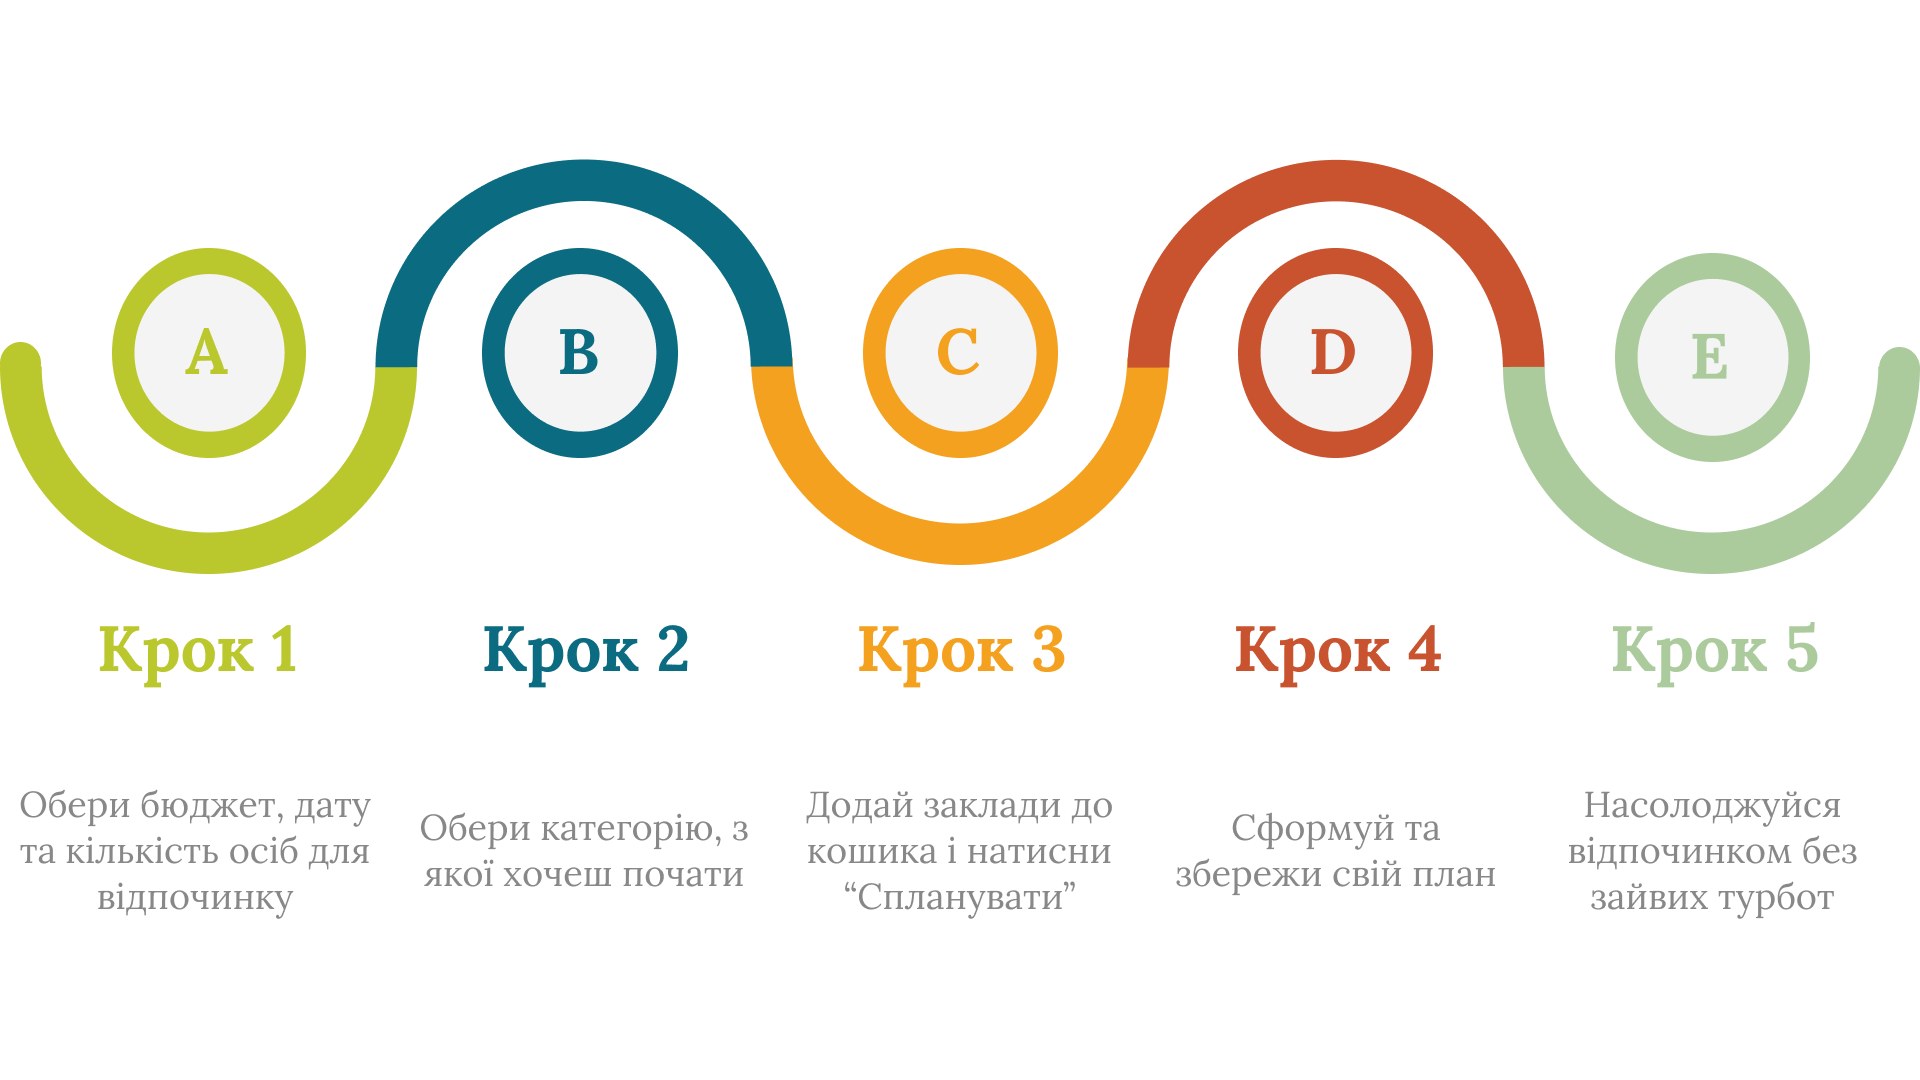 A
B
C
D
E
Крок 1
Крок 2
Крок 3
Крок 4
Крок 5
Обери бюджет, дату
та кількість осіб для
відпочинку
Обери категорію, з
якої хочеш почати
Додай заклади до
кошика і натисни
“Спланувати”
Сформуй та
збережи свій план
Насолоджуйся
відпочинком без
зайвих турбот